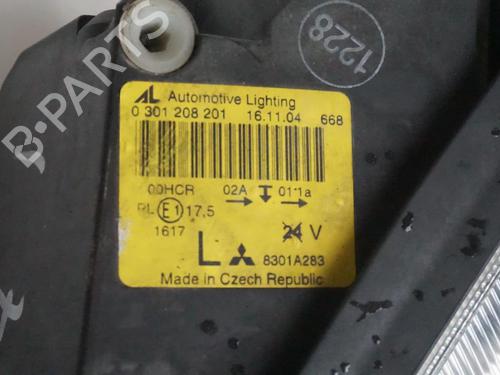 1228
AL Automotive Lighting
0 301 208 201 16.11.04 668
00HCR 02A 01 1a
PL E1 17,5
1617 24 V
L 8301A283
Made in Czech Republic
B-PARTS